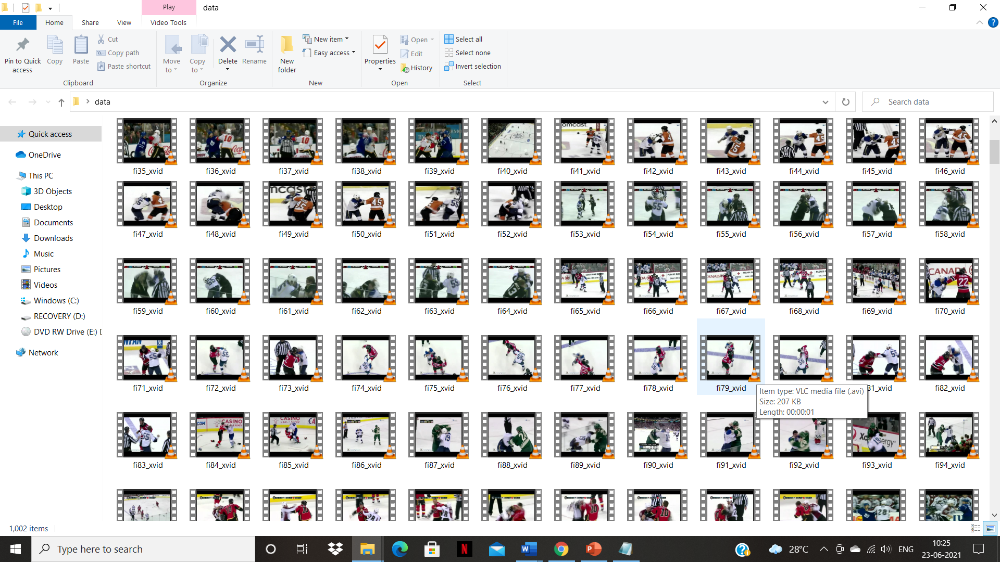 Play
data
File
Home
Share
View
Video Tools
Pin to Quick access
Copy
Paste
Cut
Copy path
Paste shortcut
Clipboard
Move to
Copy to
Delete
Rename
Organize
New folder
New item
Easy access
New
Properties
Open
Edit
History
Open
Select all
Select none
Invert selection
Select
data
Search data
Quick access
OneDrive
This PC
3D Objects
Desktop
Documents
Downloads
Music
Pictures
Videos
Windows (C:)
RECOVERY (D:)
DVD RW Drive (E:) D
Network
fi35_xvid fi36_xvid fi37_xvid fi38_xvid fi39_xvid fi40_xvid fi41_xvid fi42_xvid fi43_xvid fi44_xvid fi45_xvid fi46_xvid
fi47_xvid fi48_xvid fi49_xvid fi50_xvid fi51_xvid fi52_xvid fi53_xvid fi54_xvid fi55_xvid fi56_xvid fi57_xvid fi58_xvid
fi59_xvid fi60_xvid fi61_xvid fi62_xvid fi63_xvid fi64_xvid fi65_xvid fi66_xvid fi67_xvid fi68_xvid fi69_xvid fi70_xvid
fi71_xvid fi72_xvid fi73_xvid fi74_xvid fi75_xvid fi76_xvid fi77_xvid fi78_xvid fi79_xvid 81_xvid fi82_xvid
Item type: VLC media file (.avi)
Size: 207 KB
Length: 00:00:01
fi83_xvid fi84_xvid fi85_xvid fi86_xvid fi87_xvid fi88_xvid fi89_xvid fi90_xvid fi91_xvid fi92_xvid fi93_xvid fi94_xvid
1,002 items
Type here to search
28°C
ENG
10:25
23-06-2021